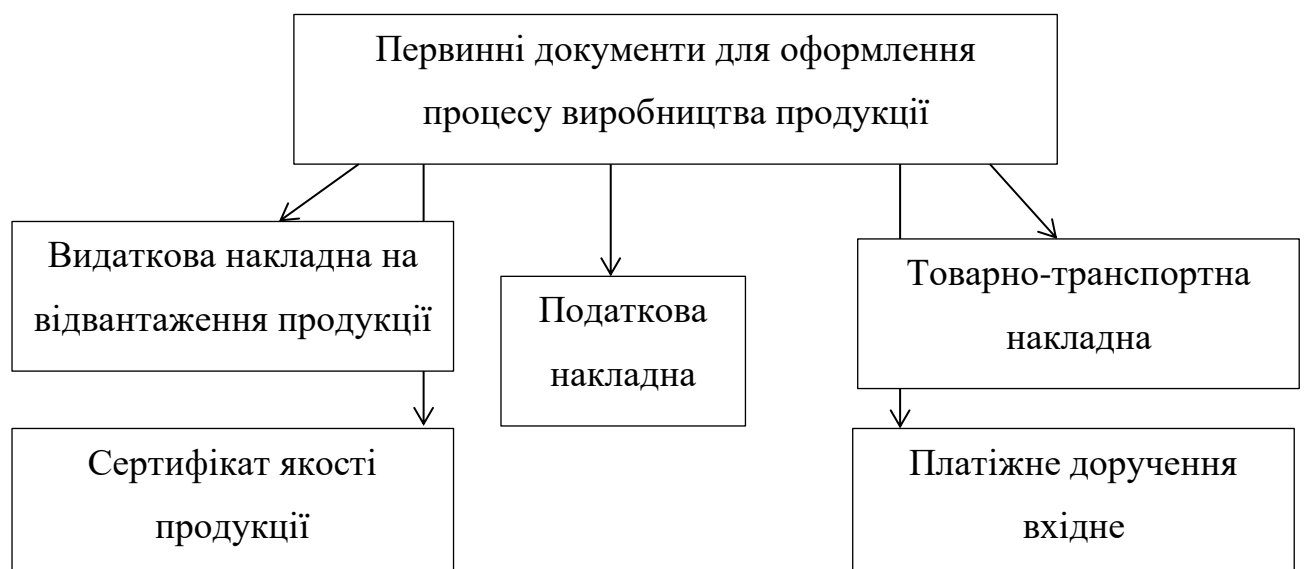 Первинні документи для оформлення
процесу виробництва продукції
Видаткова накладна на
відвантаження продукції
Податкова
накладна
Товарно-транспортна
накладна
Сертифікат якості
продукції
Платіжне доручення
вхідне